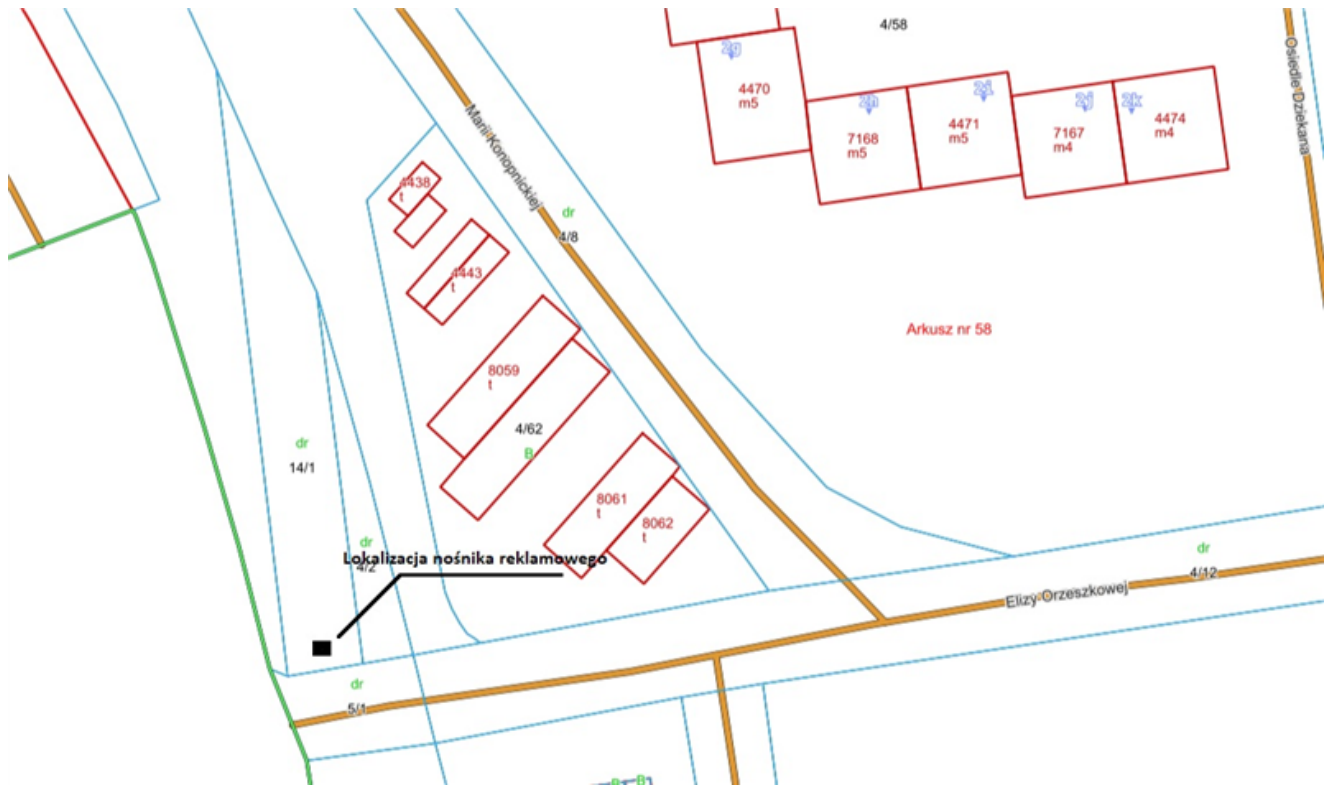 4/58
Osiedle Dziekana
2g
4470
m5
2h
7168
m5
2i
4471
m5
2j
7167
m4
2k
4474
m4
Marii Konopnickiej
4438
t
dr
4/8
4443
t
Arkusz nr 58
8059
t
4/62
B
dr
14/1
8061
t
8062
t
dr
4/2
Lokalizacja nośnika reklamowego
dr
4/12
Elizy Orzeszkowej
dr
5/1
B
B